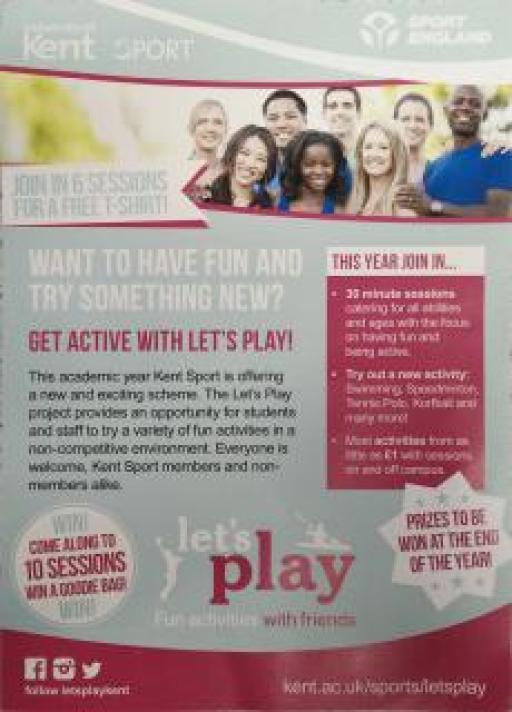 Kent SPORT
SPORT
ENGLAND
JOIN IN 6 SESSIONS
FOR A FREE T-SHIRT!
WANT TO HAVE FUN AND
TRY SOMETHING NEW?
GET ACTIVE WITH LET'S PLAY!
This academic year Kent Sport is offering
a new and exciting scheme. The Let's Play
project provides an opportunity for students
and staff to try a variety of fun activities in a
non-competitive environment. Everyone is
welcome, Kent Sport members and non-
members alike.
THIS YEAR JOIN IN...
• 30 minute sessions
catering for all abilities
and ages with the focus
on having fun and
being active.
• Try out a new activity:
Swimming, Speedminton,
Tennis Polo, Korfball and
many more!
• Most activities from as
little as £1 with sessions
on and off campus.
WIN!
COME ALONG TO
10 SESSIONS
WIN A GOODIE BAG!
WIN!
let's
play
Fun activities with friends
PRIZES TO BE
WON AT THE END
OF THE YEAR!
follow letsplaykent
kent.ac.uk/sports/letsplay